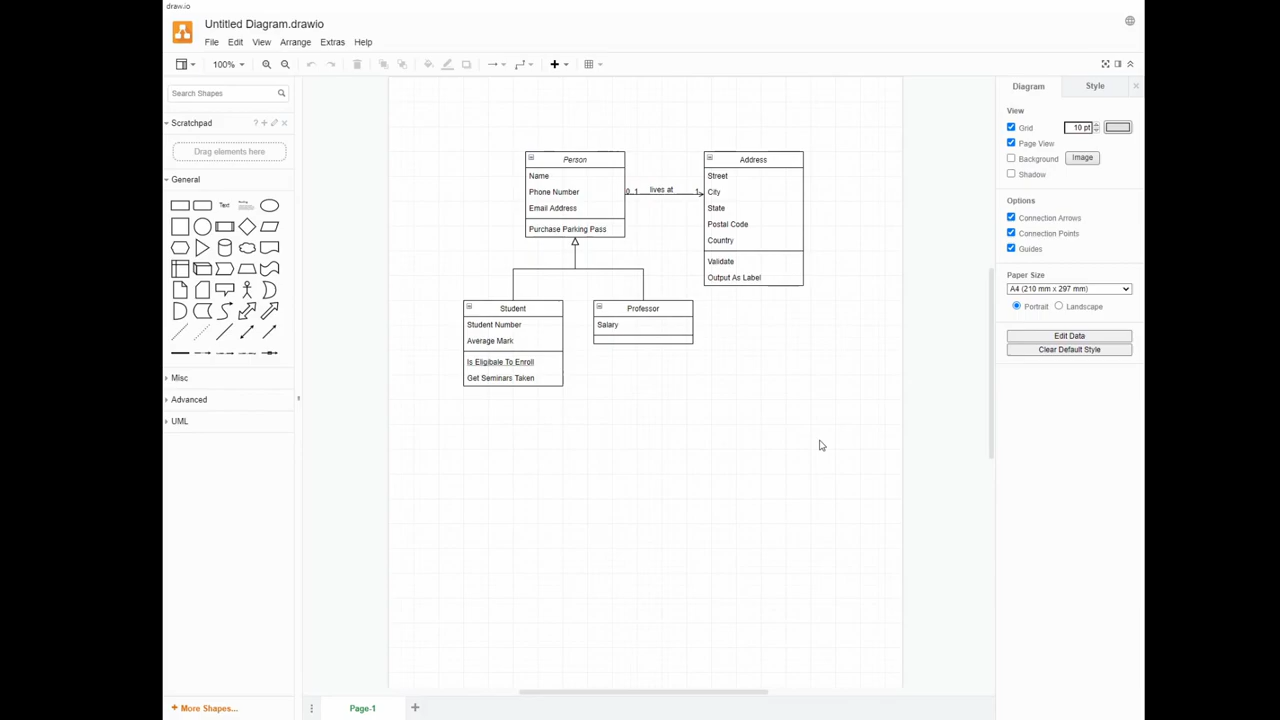 draw.io
Untitled Diagram.drawio
File Edit View Arrange Extras Help
100%
Search Shapes
Scratchpad
?
Drag elements here
General
Text
Misc
Advanced
UML
+ More Shapes...
Person
Name
Phone Number
Email Address
Purchase Parking Pass
0..1 lives at 1
Address
Street
City
State
Postal Code
Country
Validate
Output As Label
Student
Student Number
Average Mark
Is Eligibale To Enroll
Get Seminars Taken
Professor
Salary
Page-1
Diagram Style
View
Grid 10 pt
Page View
Background Image
Shadow
Options
Connection Arrows
Connection Points
Guides
Paper Size
A4 (210 mm x 297 mm)
Portrait Landscape
Edit Data
Clear Default Style